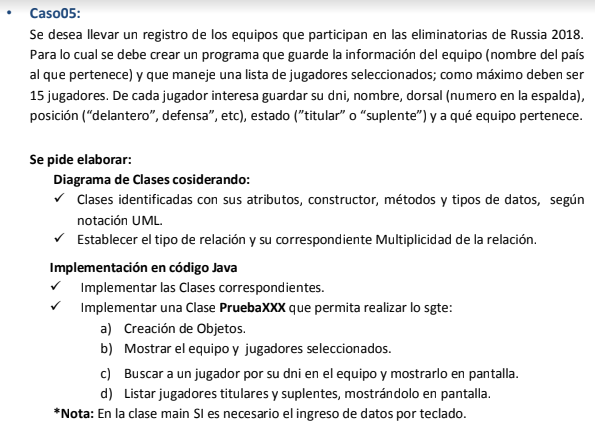 • Caso05:
Se desea llevar un registro de los equipos que participan en las eliminatorias de Russia 2018.
Para lo cual se debe crear un programa que guarde la información del equipo (nombre del país
al que pertenece) y que maneje una lista de jugadores seleccionados; como máximo deben ser
15 jugadores. De cada jugador interesa guardar su dni, nombre, dorsal (numero en la espalda),
posición (“delantero”, defensa”, etc), estado (”titular” o “suplente”) y a qué equipo pertenece.
Se pide elaborar:
Diagrama de Clases cosiderando:
✓ Clases identificadas con sus atributos, constructor, métodos y tipos de datos, según
notación UML.
✓ Establecer el tipo de relación y su correspondiente Multiplicidad de la relación.
Implementación en código Java
✓ Implementar las Clases correspondientes.
✓ Implementar una Clase PruebaXXX que permita realizar lo sgte:
a) Creación de Objetos.
b) Mostrar el equipo y jugadores seleccionados.
c) Buscar a un jugador por su dni en el equipo y mostrarlo en pantalla.
d) Listar jugadores titulares y suplentes, mostrándolo en pantalla.
*Nota: En la clase main SI es necesario el ingreso de datos por teclado.